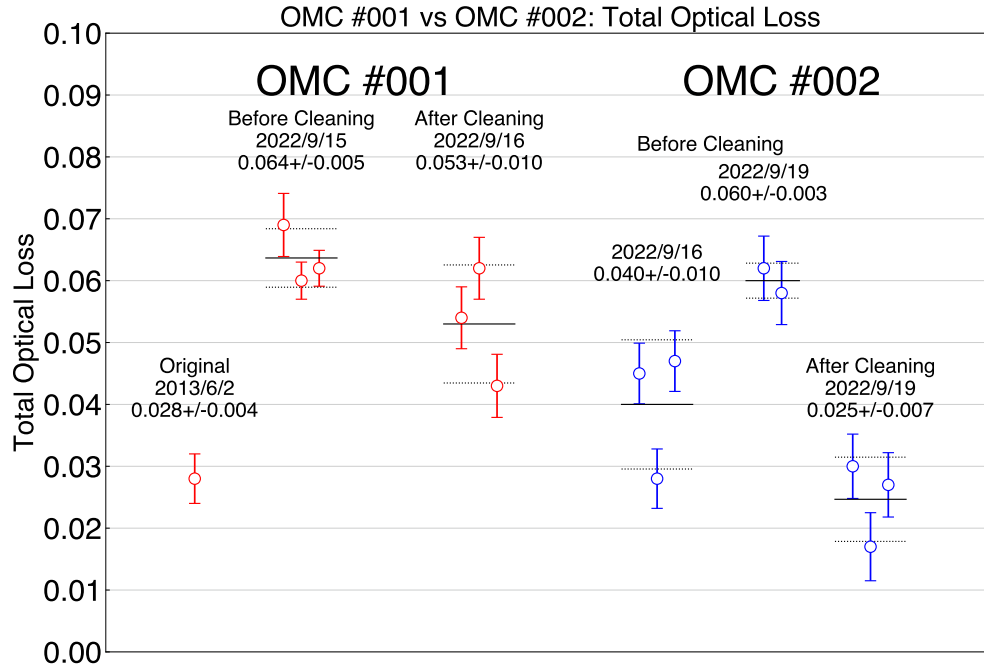 OMC #001 vs OMC #002: Total Optical Loss
Total Optical Loss
0.10
0.09
0.08
0.07
0.06
0.05
0.04
0.03
0.02
0.01
0.00
OMC #001
Original
2013/6/2
0.028+/-0.004
Before Cleaning
2022/9/15
0.064+/-0.005
After Cleaning
2022/9/16
0.053+/-0.010
OMC #002
Before Cleaning
2022/9/16
0.040+/-0.010
2022/9/19
0.060+/-0.003
After Cleaning
2022/9/19
0.025+/-0.007